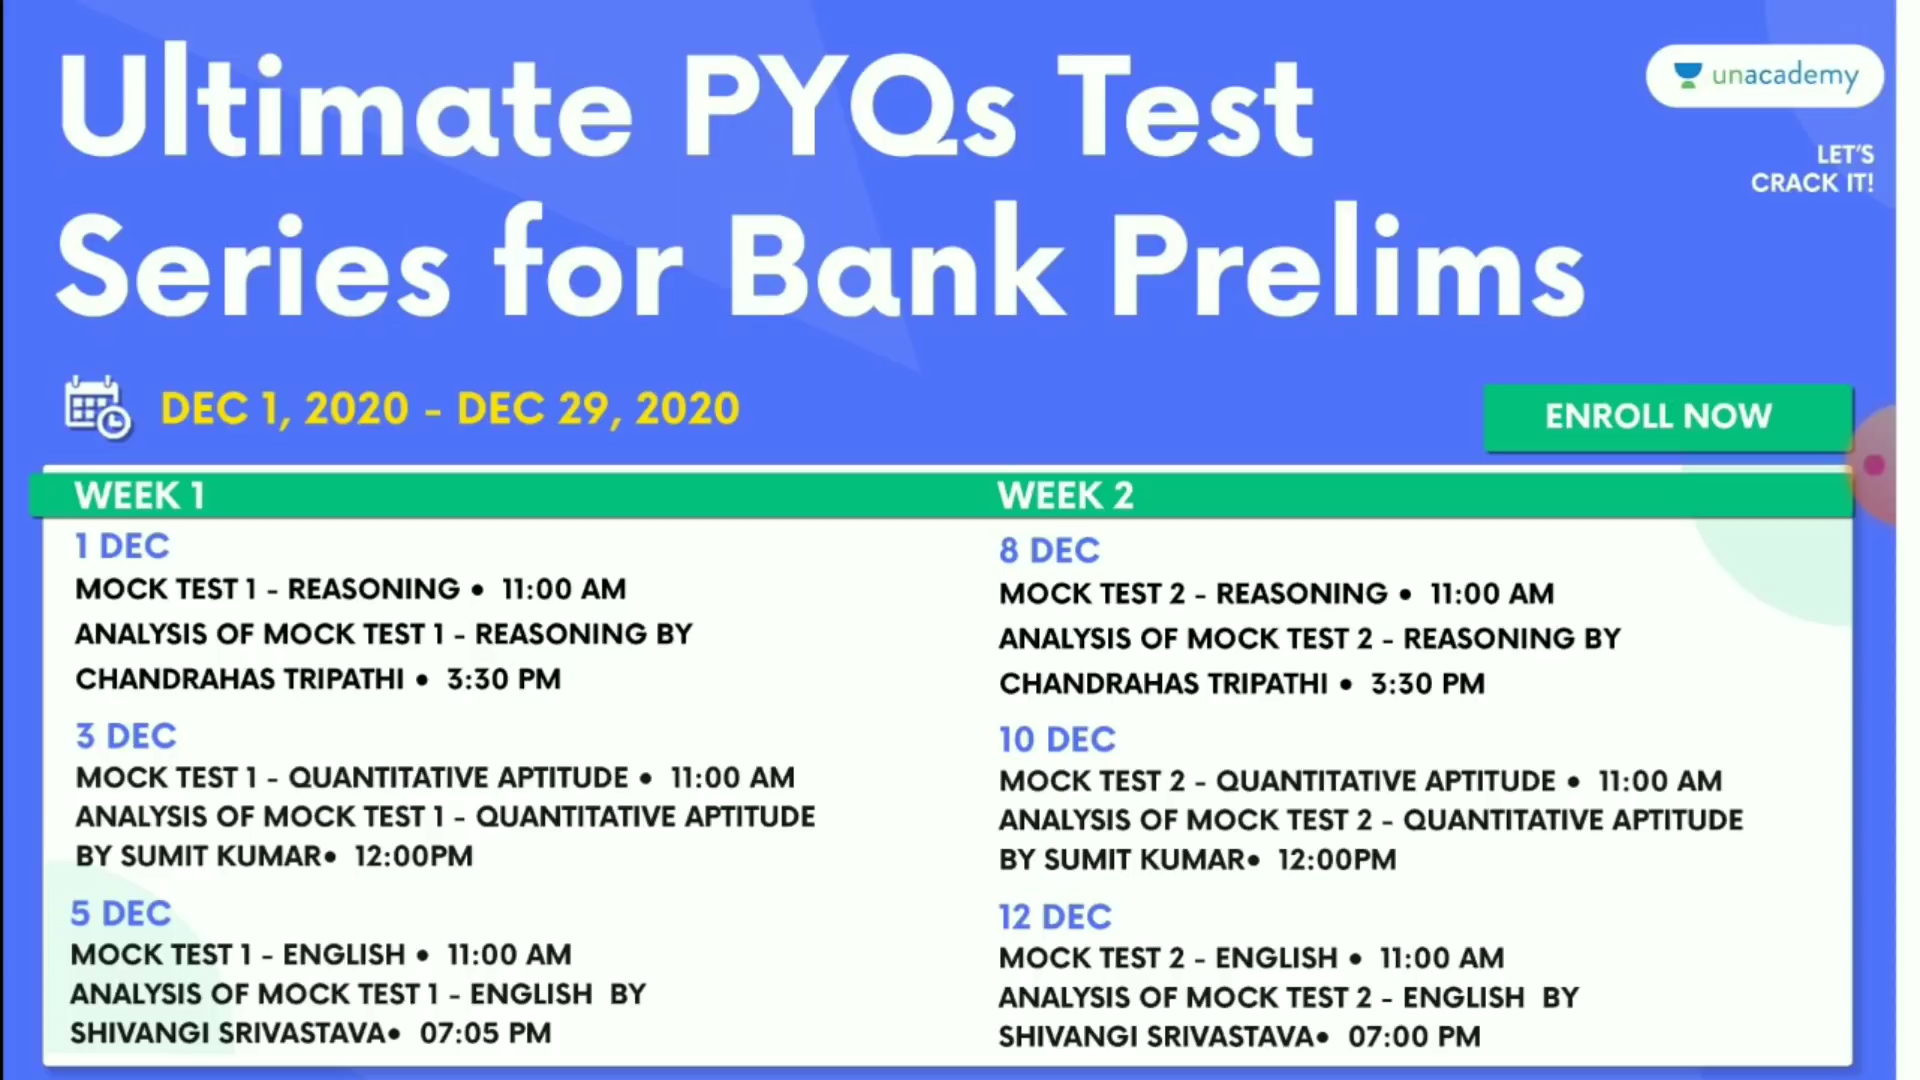 Ultimate PYQs Test
Series for Bank Prelims
unacademy
LET'S
CRACK IT!
DEC 1, 2020 - DEC 29, 2020
ENROLL NOW
WEEK 1
1 DEC
MOCK TEST 1 - REASONING • 11:00 AM
ANALYSIS OF MOCK TEST 1 - REASONING BY
CHANDRAHAS TRIPATHI • 3:30 PM
3 DEC
MOCK TEST 1 - QUANTITATIVE APTITUDE • 11:00 AM
ANALYSIS OF MOCK TEST 1 - QUANTITATIVE APTITUDE
BY SUMIT KUMAR• 12:00PM
5 DEC
MOCK TEST 1 - ENGLISH • 11:00 AM
ANALYSIS OF MOCK TEST 1 - ENGLISH BY
SHIVANGI SRIVASTAVA• 07:05 PM
WEEK 2
8 DEC
MOCK TEST 2 - REASONING • 11:00 AM
ANALYSIS OF MOCK TEST 2 - REASONING BY
CHANDRAHAS TRIPATHI • 3:30 PM
10 DEC
MOCK TEST 2 - QUANTITATIVE APTITUDE • 11:00 AM
ANALYSIS OF MOCK TEST 2 - QUANTITATIVE APTITUDE
BY SUMIT KUMAR• 12:00PM
12 DEC
MOCK TEST 2 - ENGLISH • 11:00 AM
ANALYSIS OF MOCK TEST 2 - ENGLISH BY
SHIVANGI SRIVASTAVA• 07:00 PM